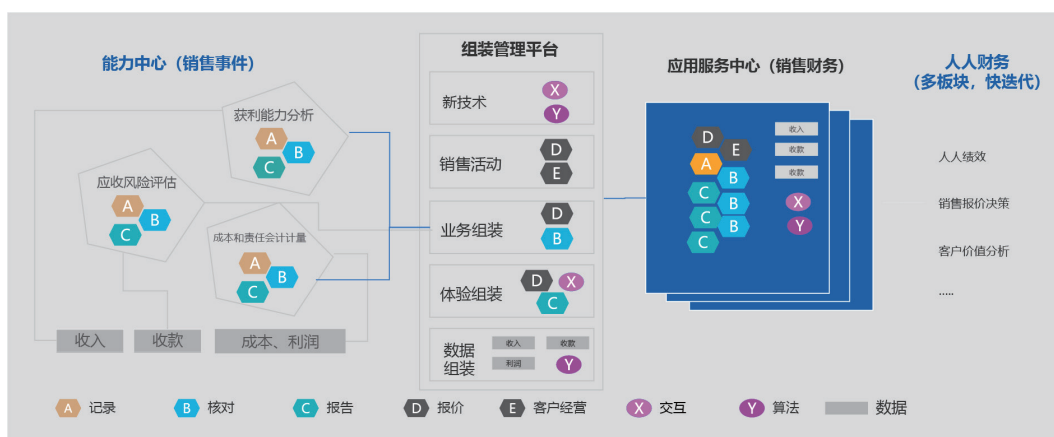 能力中心（销售事件）
获利能力分析
A
B
C
应收风险评估
A
B
C
成本和责任会计计量
A
B
C
收入
收款
成本、利润
组装管理平台
新技术
X
Y
销售活动
D
E
业务组装
D
B
体验组装
D
X
C
数据
组装
收入
收款
利润
Y
应用服务中心（销售财务）
D
E
A
B
C
B
C
B
C
收入
收款
收款
X
Y
人人财务
（多板块，快迭代）
人人绩效
销售报价决策
客户价值分析
.....
A 记录
B 核对
C 报告
D 报价
E 客户经营
X 交互
Y 算法
数据